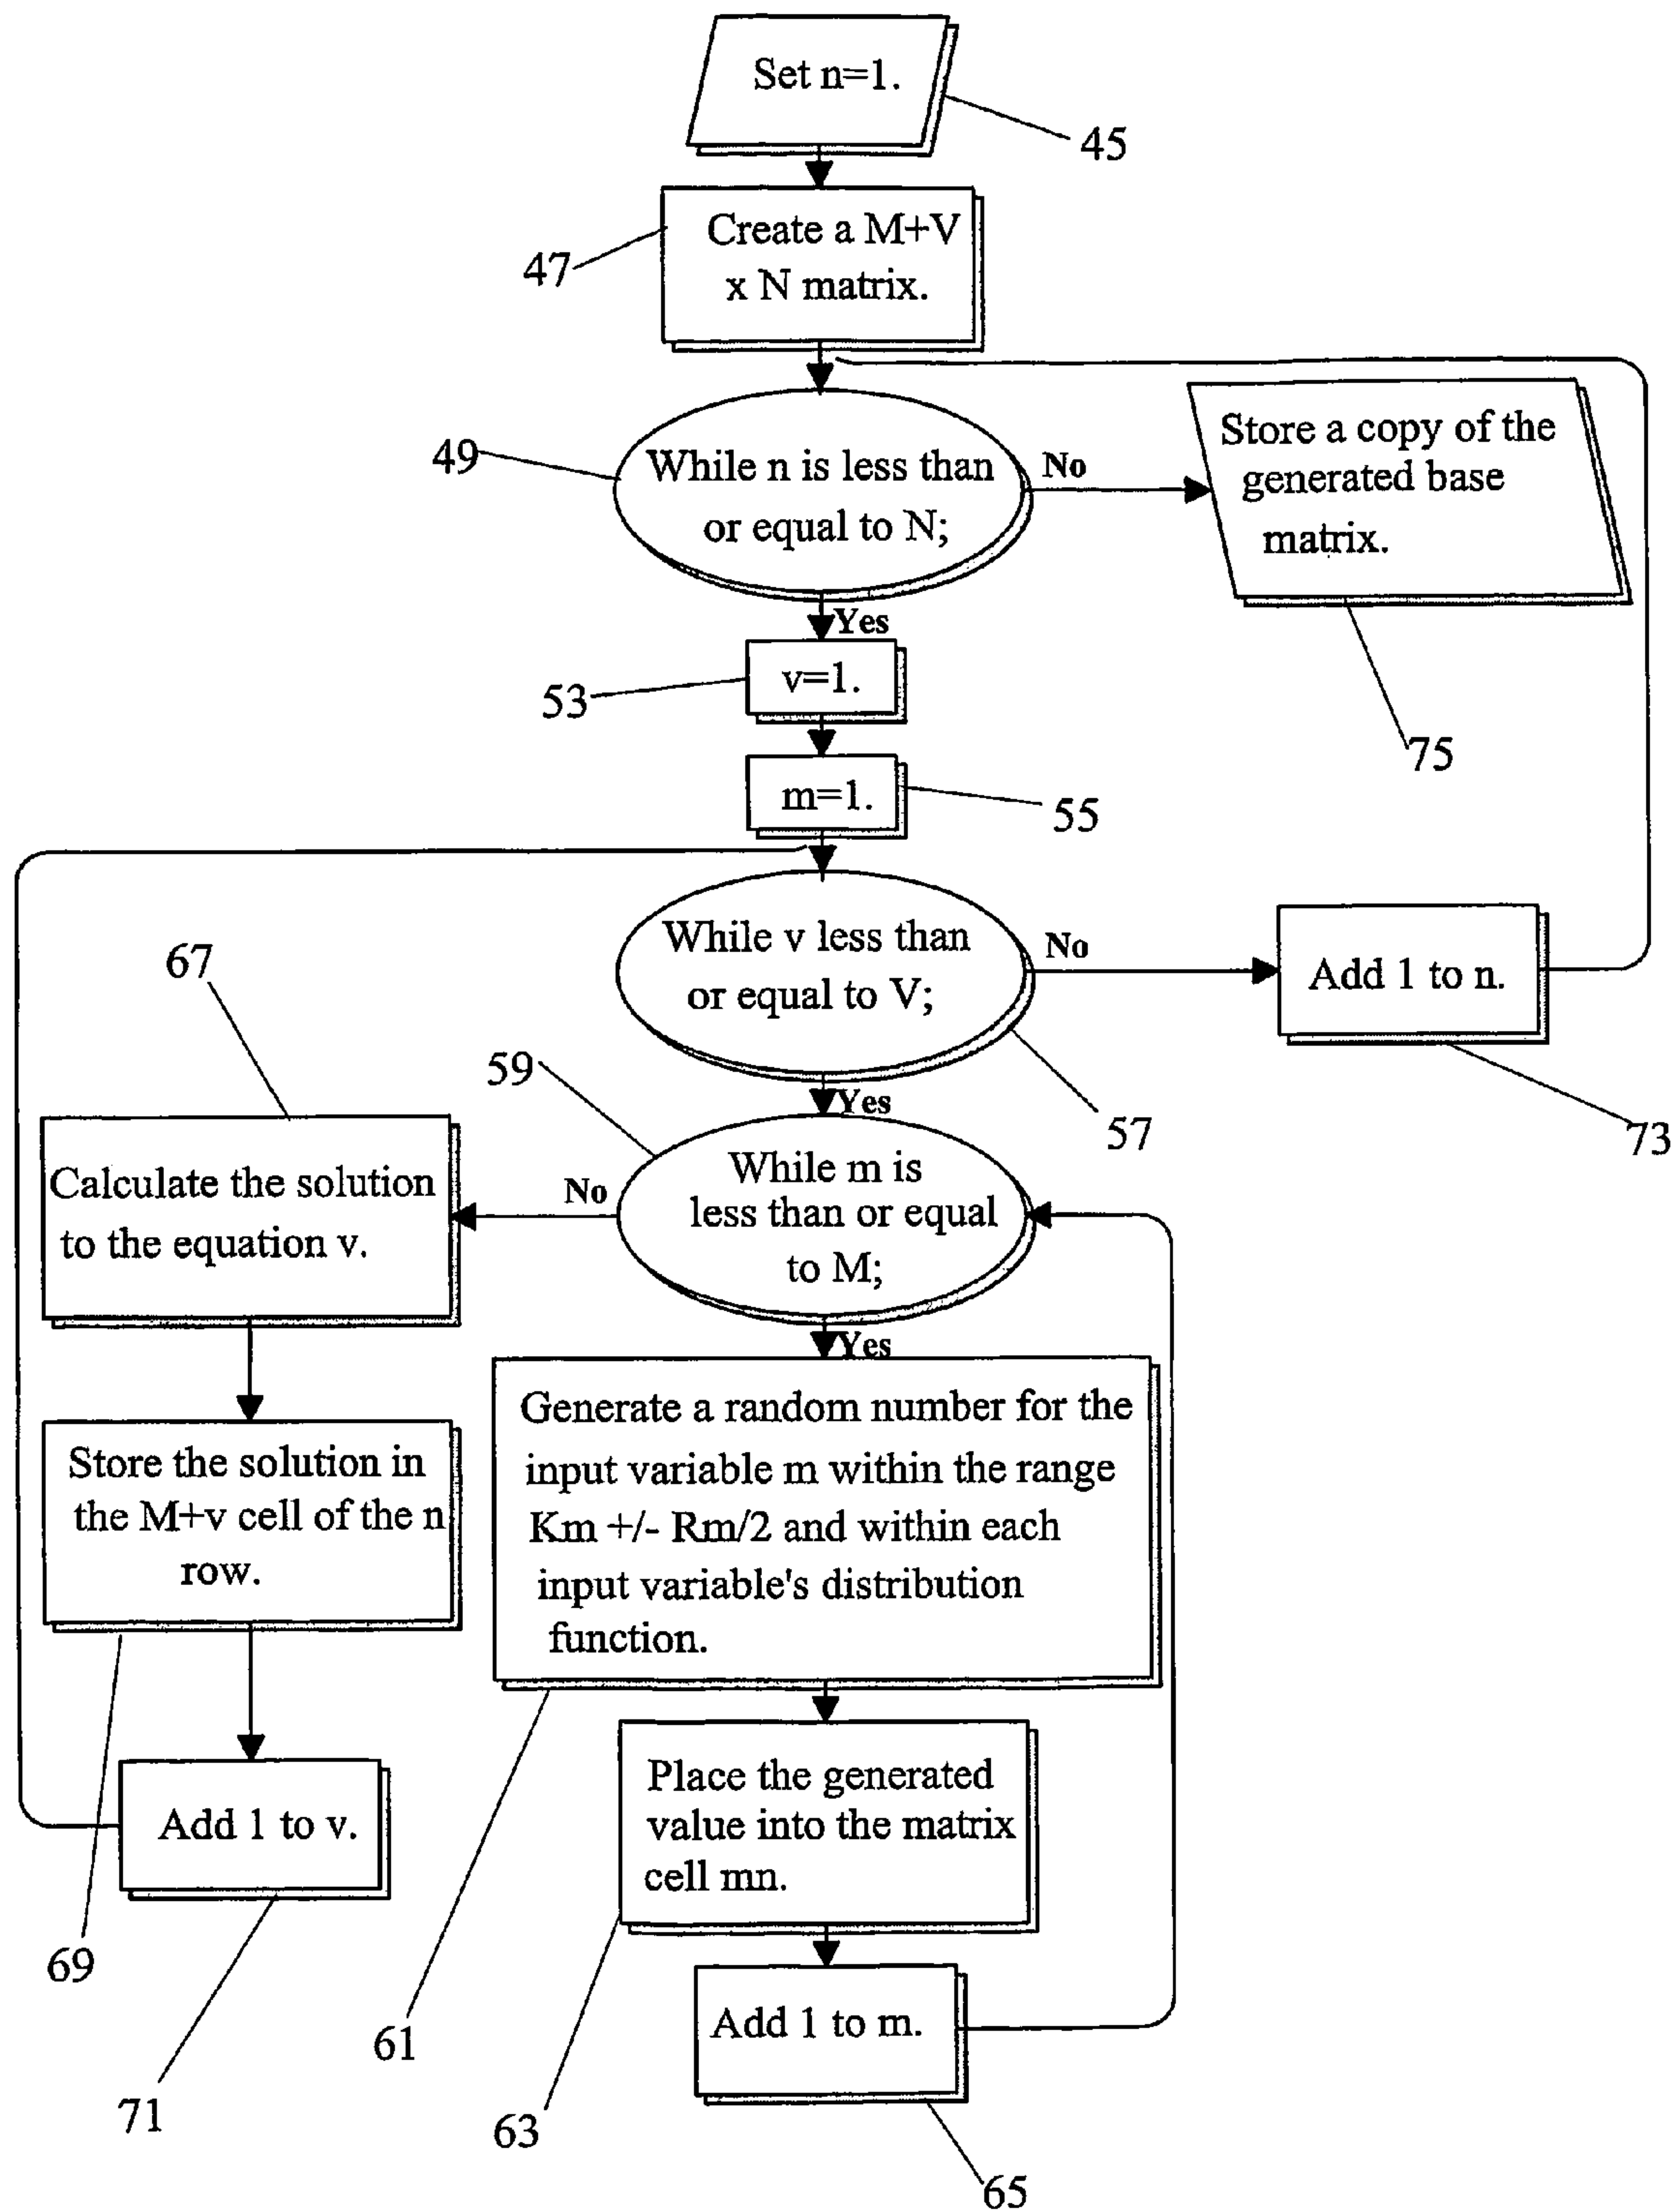 Set n=1.
45
Create a M+V
x N matrix.
47
While n is less than
or equal to N;
49
No
Store a copy of the
generated base
matrix.
75
Yes
v=1.
53
m=1.
55
While v less than
or equal to V;
57
No
Add 1 to n.
73
Yes
59
While m is
less than or equal
to M;
No
67
Calculate the solution
to the equation v.
Store the solution in
the M+v cell of the n
row.
69
Add 1 to v.
71
Yes
Generate a random number for the
input variable m within the range
Km +/- Rm/2 and within each
input variable's distribution
function.
61
Place the generated
value into the matrix
cell mn.
63
Add 1 to m.
65